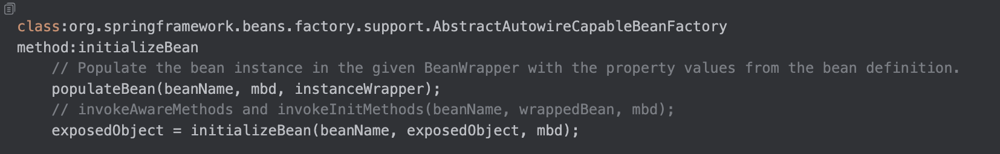 class:org.springframework.beans.factory.support.AbstractAutowireCapableBeanFactory
method:initializeBean
    // Populate the bean instance in the given BeanWrapper with the property values from the bean definition.
    populateBean(beanName, mbd, instanceWrapper);
    // invokeAwareMethods and invokeInitMethods(beanName, wrappedBean, mbd);
    exposedObject = initializeBean(beanName, exposedObject, mbd);